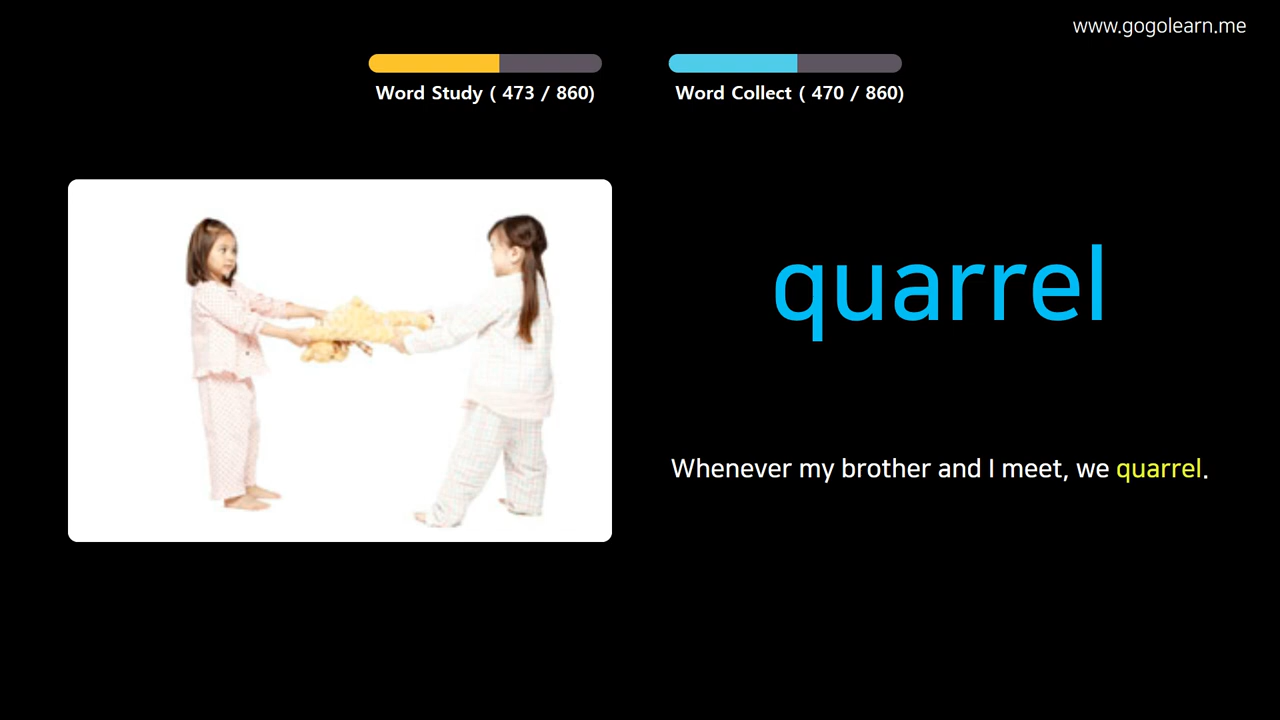 www.gogolearn.me
Word Study ( 473 / 860)
Word Collect ( 470 / 860)
quarrel
Whenever my brother and I meet, we quarrel.